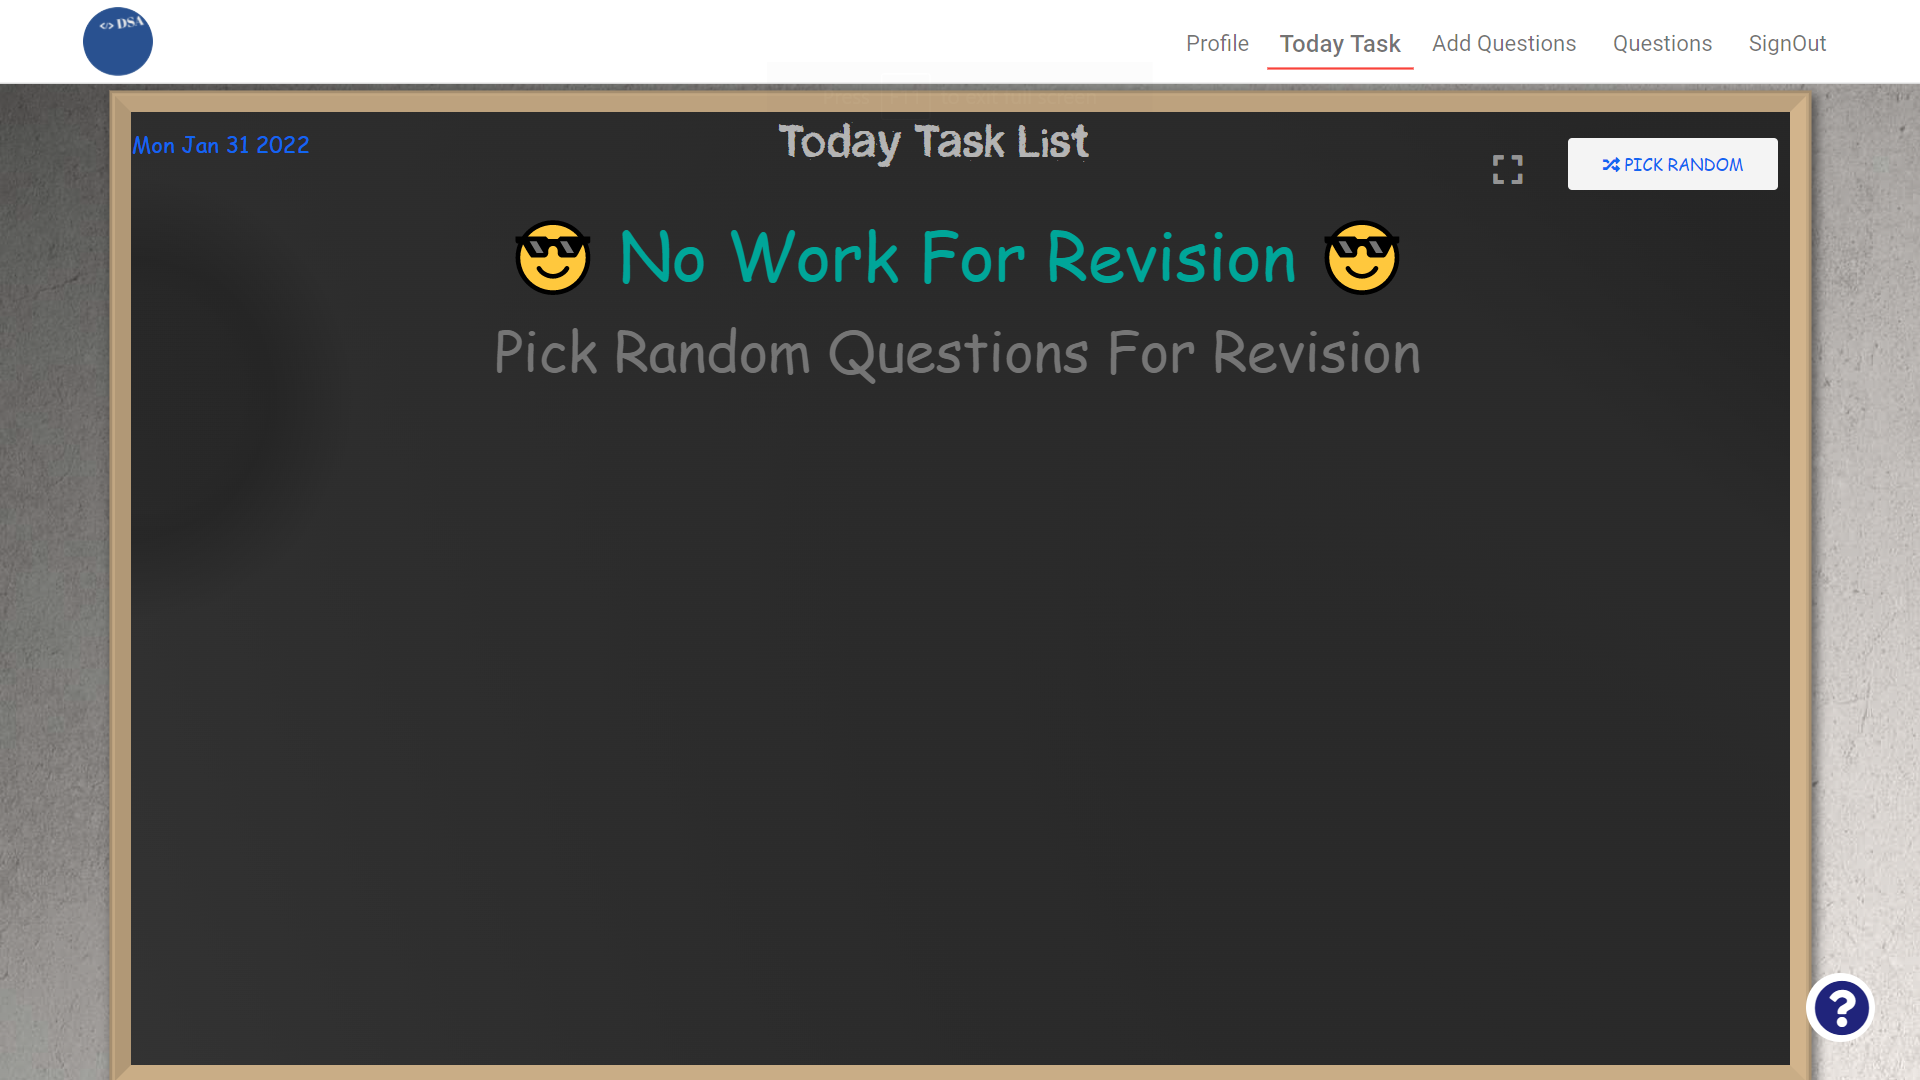 </> DSA
Profile
Today Task
Add Questions
Questions
SignOut
Mon Jan 31 2022
Today Task List
PICK RANDOM
😎 No Work For Revision 😎
Pick Random Questions For Revision
?